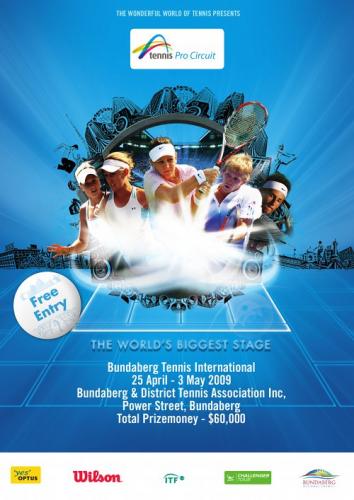 THE WONDERFUL WORLD OF TENNIS PRESENTS
tennis Pro Circuit
Free
Entry
THE WORLD'S BIGGEST STAGE
Bundaberg Tennis International
25 April - 3 May 2009
Bundaberg & District Tennis Association Inc,
Power Street, Bundaberg
Total Prizemoney - $60,000
'yes'
OPTUS
Wilson
ITF
CHALLENGER
TOUR
BUNDABERG
REGIONAL COUNCIL